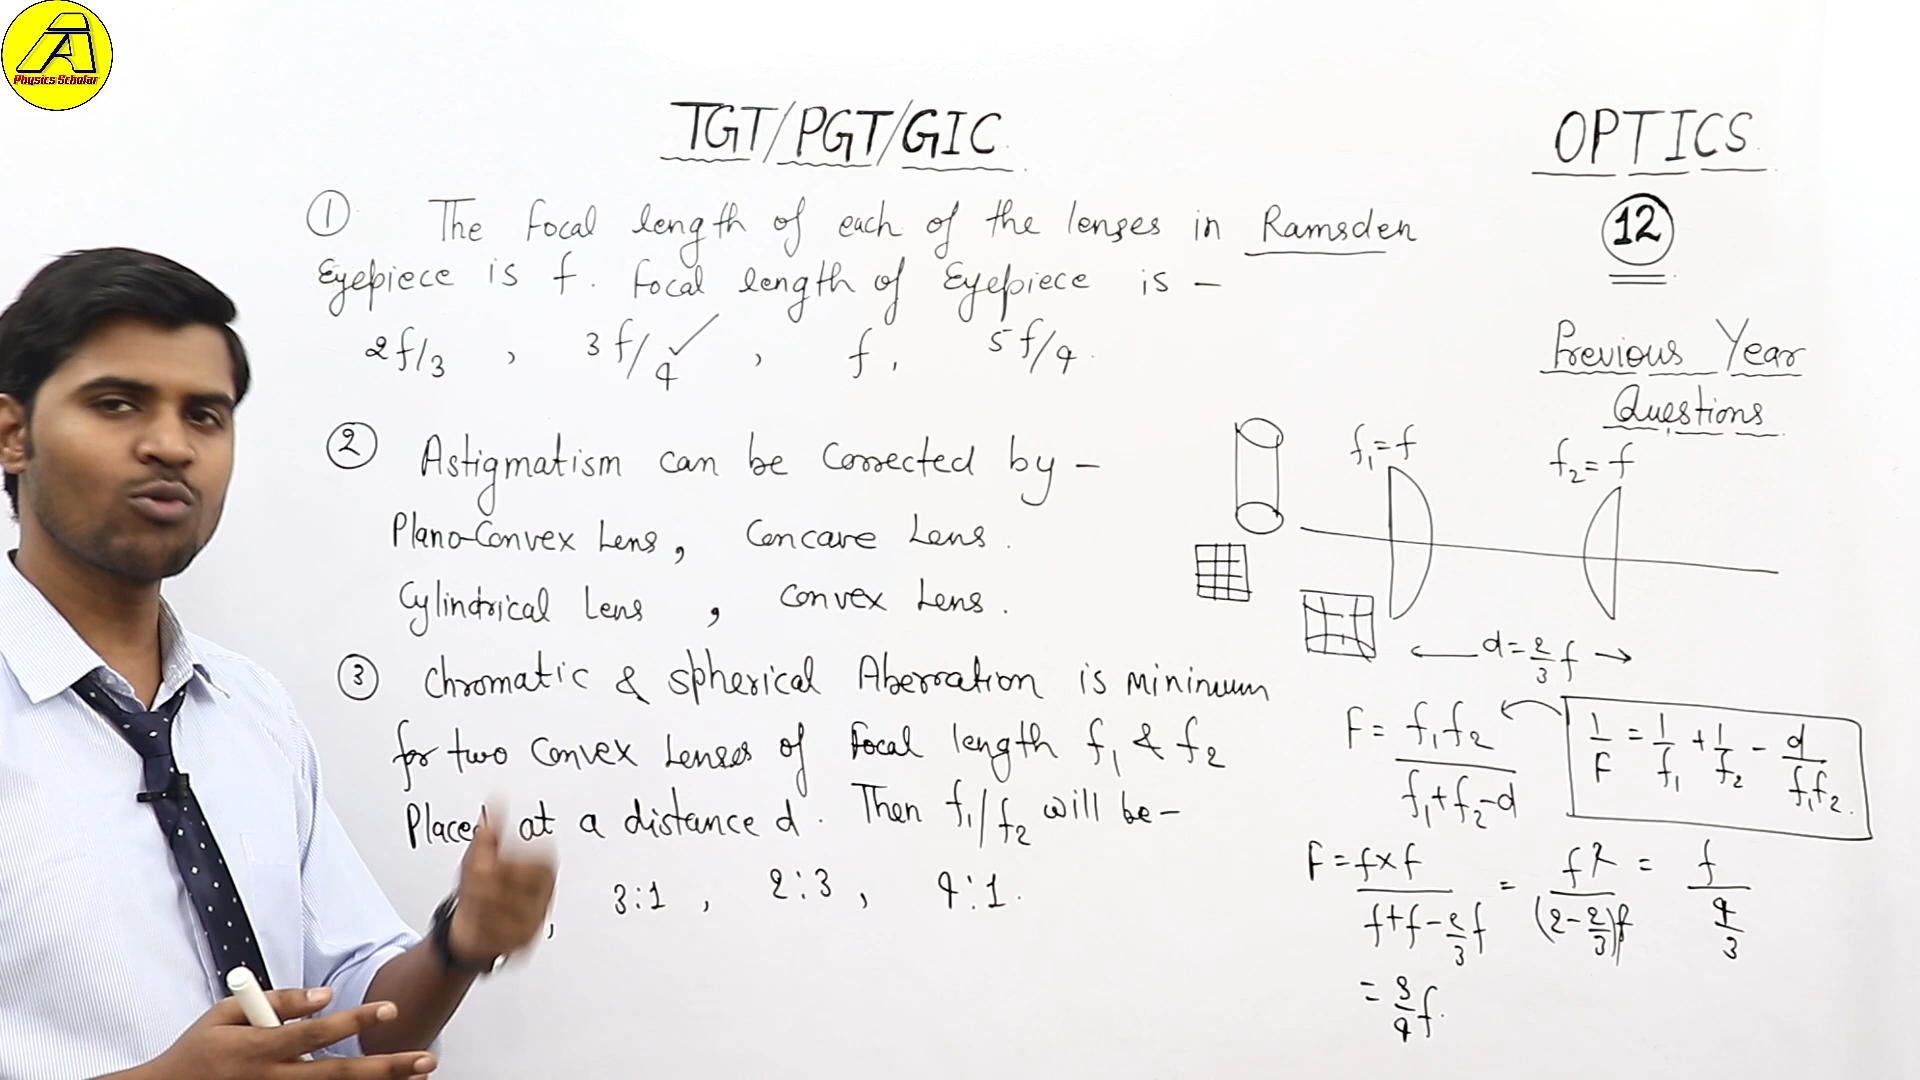 A
Physics Scholar
TGT/PGT/GIC
OPTICS
12
Previous Year
Questions
① The focal length of each of the lenses in Ramsden
Eyepiece is f. Focal length of Eyepiece is –
2f/3 , 3f/4 ✓ , f , 5f/4 .
② Astigmatism can be corrected by –
Plano-Convex Lens , Concave Lens .
Cylindrical Lens , Convex Lens .
③ Chromatic & Spherical Aberration is minimum
for two convex Lenses of Focal length f₁ & f₂
Placed at a distance d . Then f₁/f₂ will be –
, 3:1 , 2:3 , 4:1 .
f₁ = f
f₂ = f
d = 2/3 f
F = f₁f₂ / f₁+f₂-d
1/F = 1/f₁ + 1/f₂ - d/f₁f₂ .
F = f×f / f+f-2/3 f = f² / (2-2/3)f = f / 4/3
= 3/4 f .